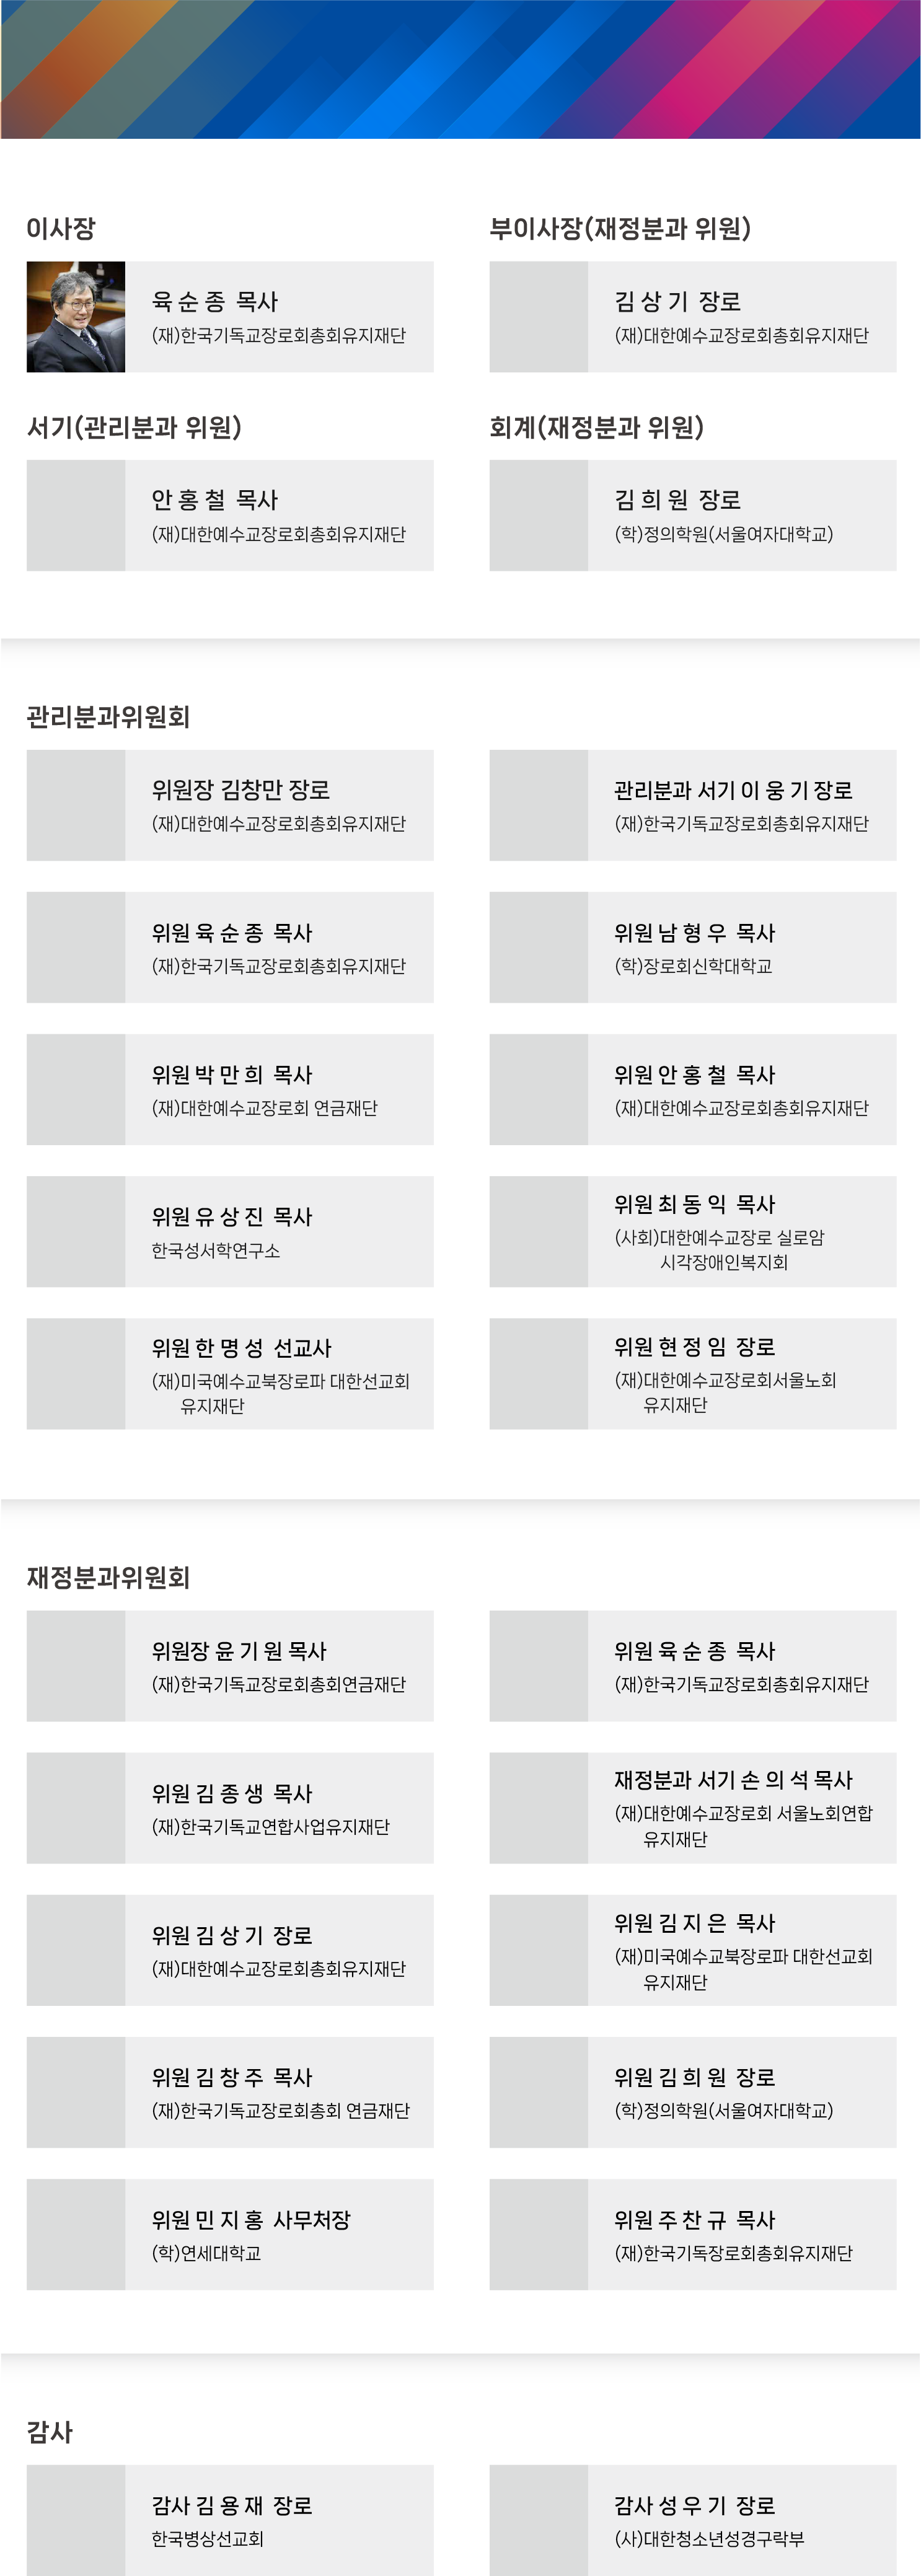 이사장
육 순 종 목사
(재)한국기독교장로회총회유지재단
부이사장(재정분과 위원)
김 상 기 장로
(재)대한예수교장로회총회유지재단
서기(관리분과 위원)
안 홍 철 목사
(재)대한예수교장로회총회유지재단
회계(재정분과 위원)
김 희 원 장로
(학)정의학원(서울여자대학교)
관리분과위원회
위원장 김창만 장로
(재)대한예수교장로회총회유지재단
관리분과 서기 이 웅 기 장로
(재)한국기독교장로회총회유지재단
위원 육 순 종 목사
(재)한국기독교장로회총회유지재단
위원 남 형 우 목사
(학)장로회신학대학교
위원 박 만 희 목사
(재)대한예수교장로회 연금재단
위원 안 홍 철 목사
(재)대한예수교장로회총회유지재단
위원 유 상 진 목사
한국성서학연구소
위원 최 동 익 목사
(사회)대한예수교장로 실로암
시각장애인복지회
위원 한 명 성 선교사
(재)미국예수교북장로파 대한선교회
유지재단
위원 현 정 임 장로
(재)대한예수교장로회서울노회
유지재단
재정분과위원회
위원장 윤 기 원 목사
(재)한국기독교장로회총회연금재단
위원 육 순 종 목사
(재)한국기독교장로회총회유지재단
위원 김 종 생 목사
(재)한국기독교연합사업유지재단
재정분과 서기 손 의 석 목사
(재)대한예수교장로회 서울노회연합
유지재단
위원 김 상 기 장로
(재)대한예수교장로회총회유지재단
위원 김 지 은 목사
(재)미국예수교북장로파 대한선교회
유지재단
위원 김 창 주 목사
(재)한국기독교장로회총회 연금재단
위원 김 희 원 장로
(학)정의학원(서울여자대학교)
위원 민 지 홍 사무처장
(학)연세대학교
위원 주 찬 규 목사
(재)한국기독장로회총회유지재단
감사
감사 김 용 재 장로
한국병상선교회
감사 성 우 기 장로
(사)대한청소년성경구락부